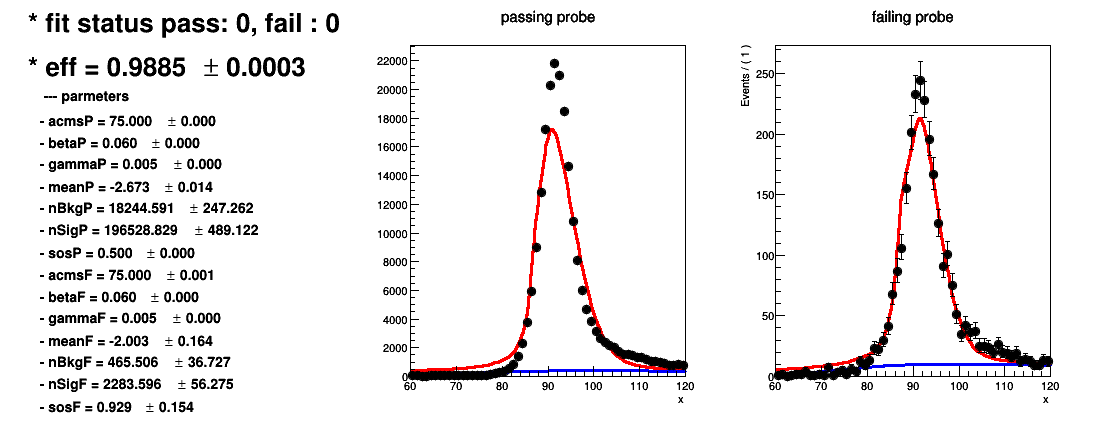 * fit status pass: 0, fail : 0
* eff = 0.9885 ± 0.0003
--- parmeters
- acmsP = 75.000 ± 0.000
- betaP = 0.060 ± 0.000
- gammaP = 0.005 ± 0.000
- meanP = -2.673 ± 0.014
- nBkgP = 18244.591 ± 247.262
- nSigP = 196528.829 ± 489.122
- sosP = 0.500 ± 0.000
- acmsF = 75.000 ± 0.001
- betaF = 0.060 ± 0.000
- gammaF = 0.005 ± 0.000
- meanF = -2.003 ± 0.164
- nBkgF = 465.506 ± 36.727
- nSigF = 2283.596 ± 56.275
- sosF = 0.929 ± 0.154
passing probe
22000
20000
18000
16000
14000
12000
10000
8000
6000
4000
2000
0
60 70 80 90 100 110 120
x
failing probe
Events / ( 1 )
250
200
150
100
50
0
60 70 80 90 100 110 120
x